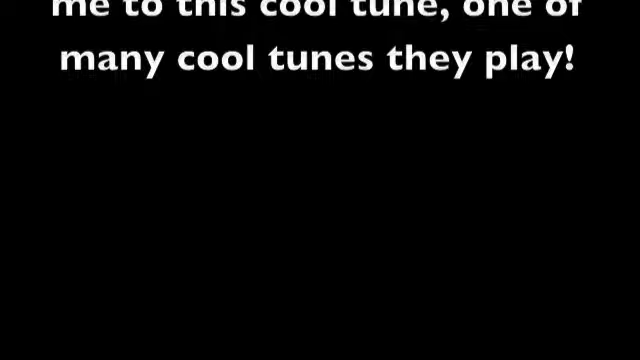 me to this cool tune, one of
many cool tunes they play!